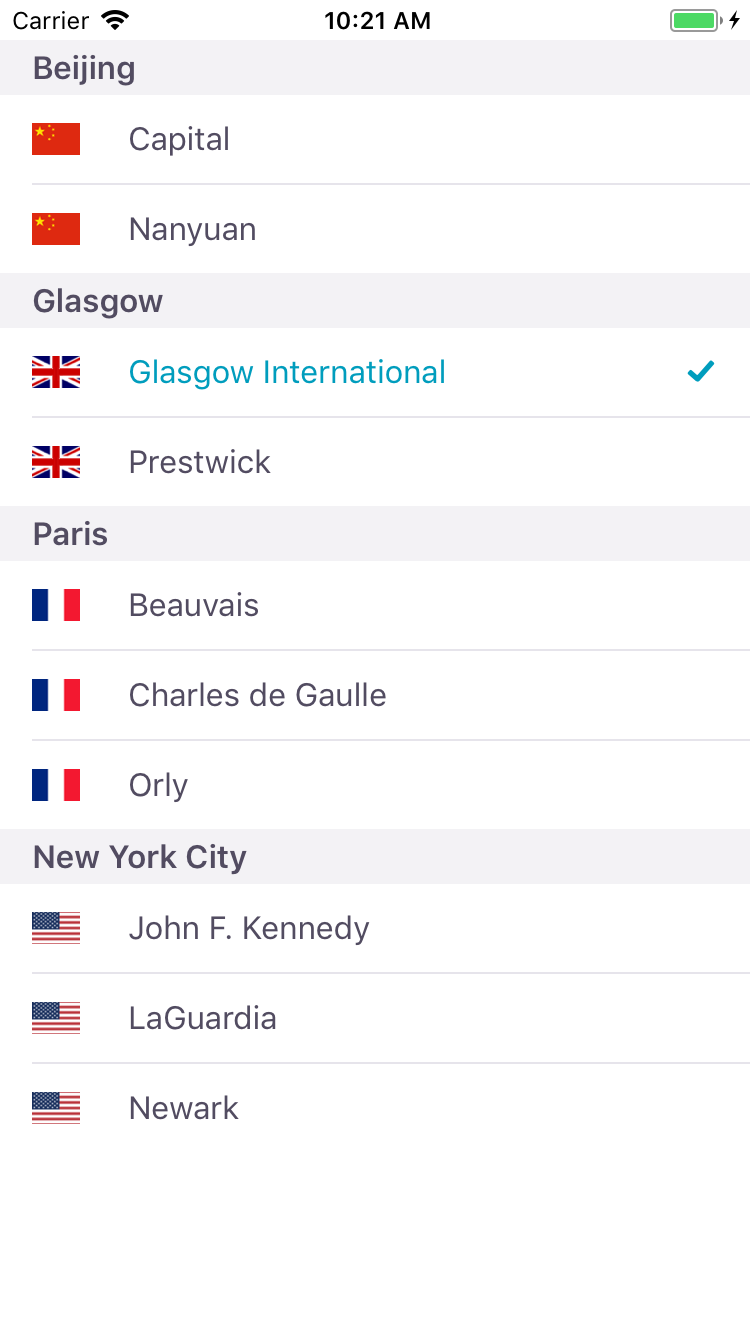 Carrier 10:21 AM
Beijing
Capital
Nanyuan
Glasgow
Glasgow International
Prestwick
Paris
Beauvais
Charles de Gaulle
Orly
New York City
John F. Kennedy
LaGuardia
Newark